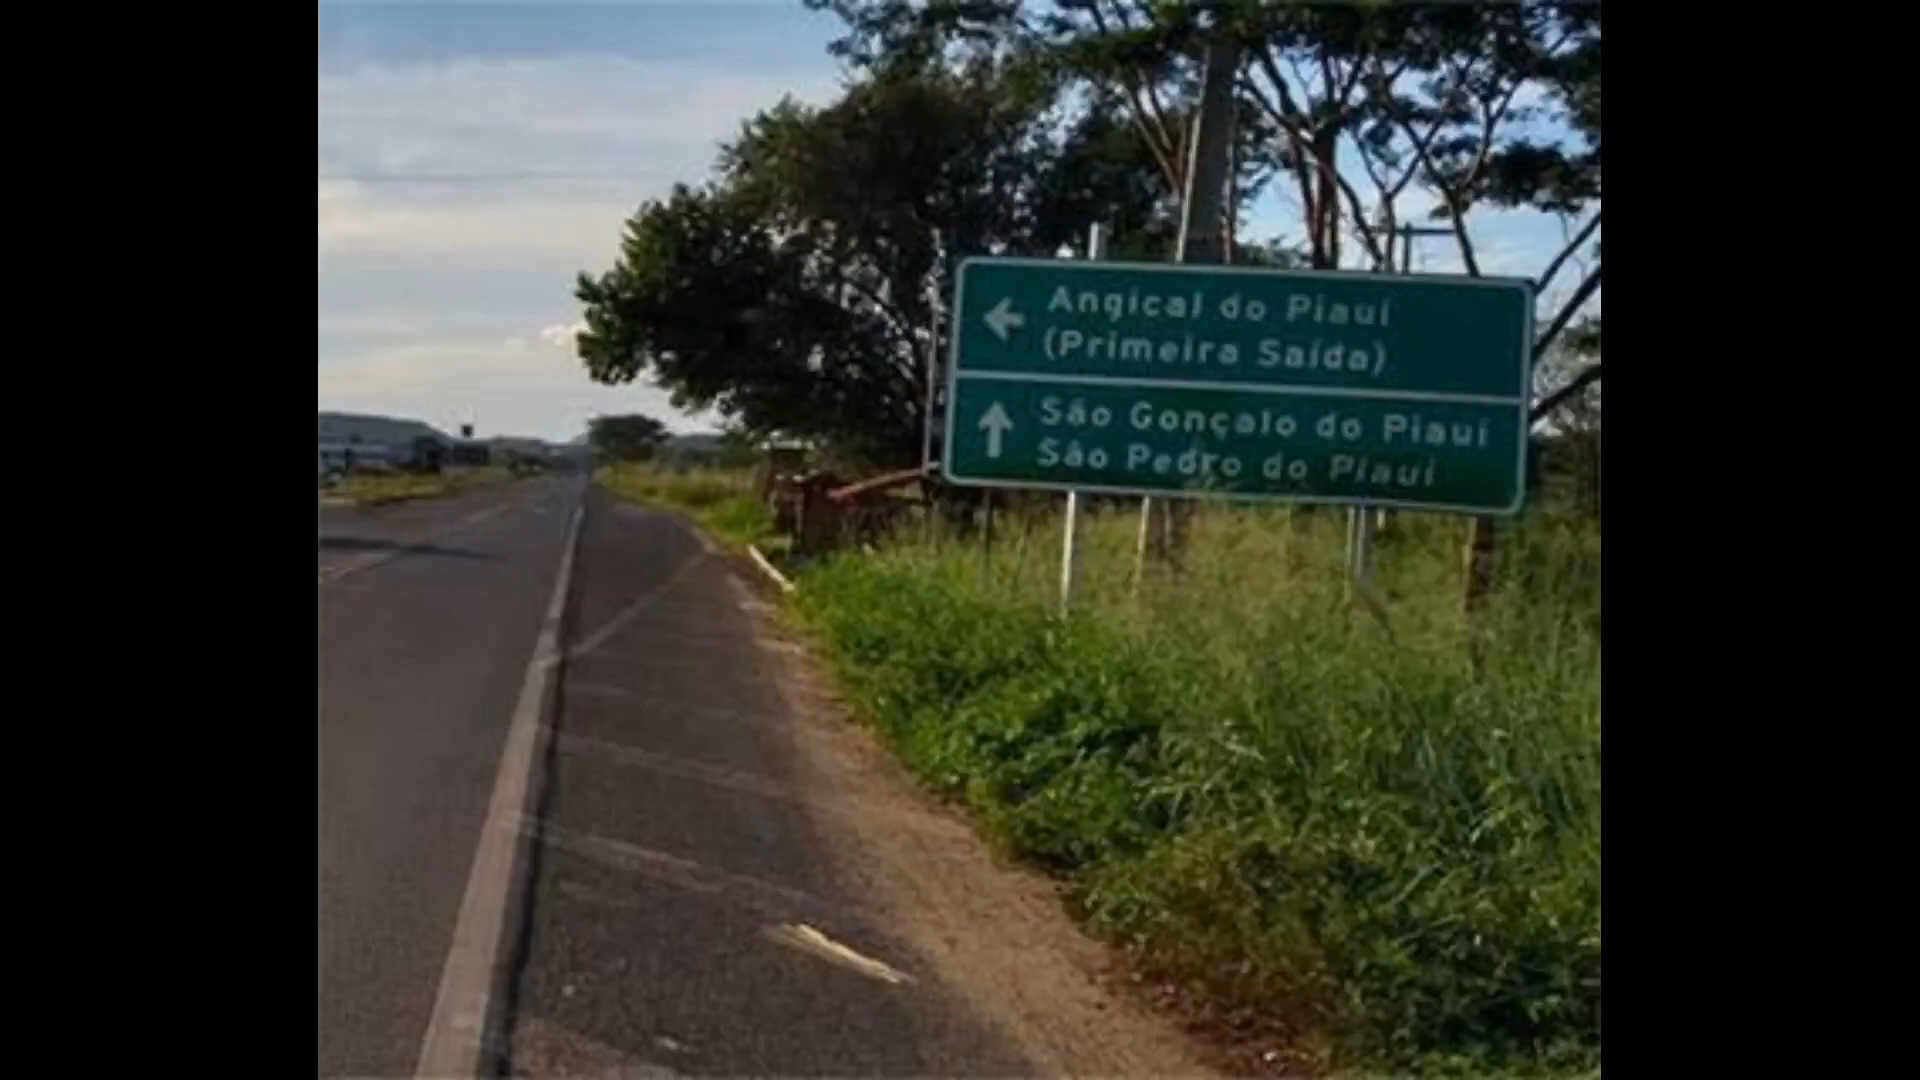 Angical do Piauí
(Primeira Saída)
São Gonçalo do Piauí
São Pedro do Piauí